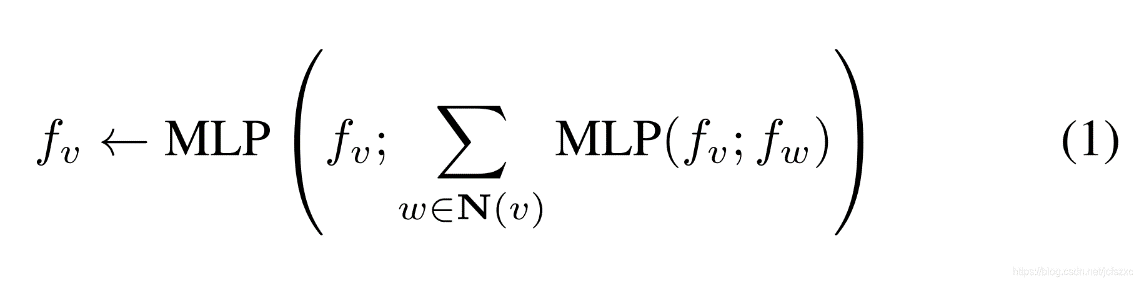 f_v ← MLP ( f_v; ∑_{w∈N(v)} MLP(f_v; f_w) ) (1)